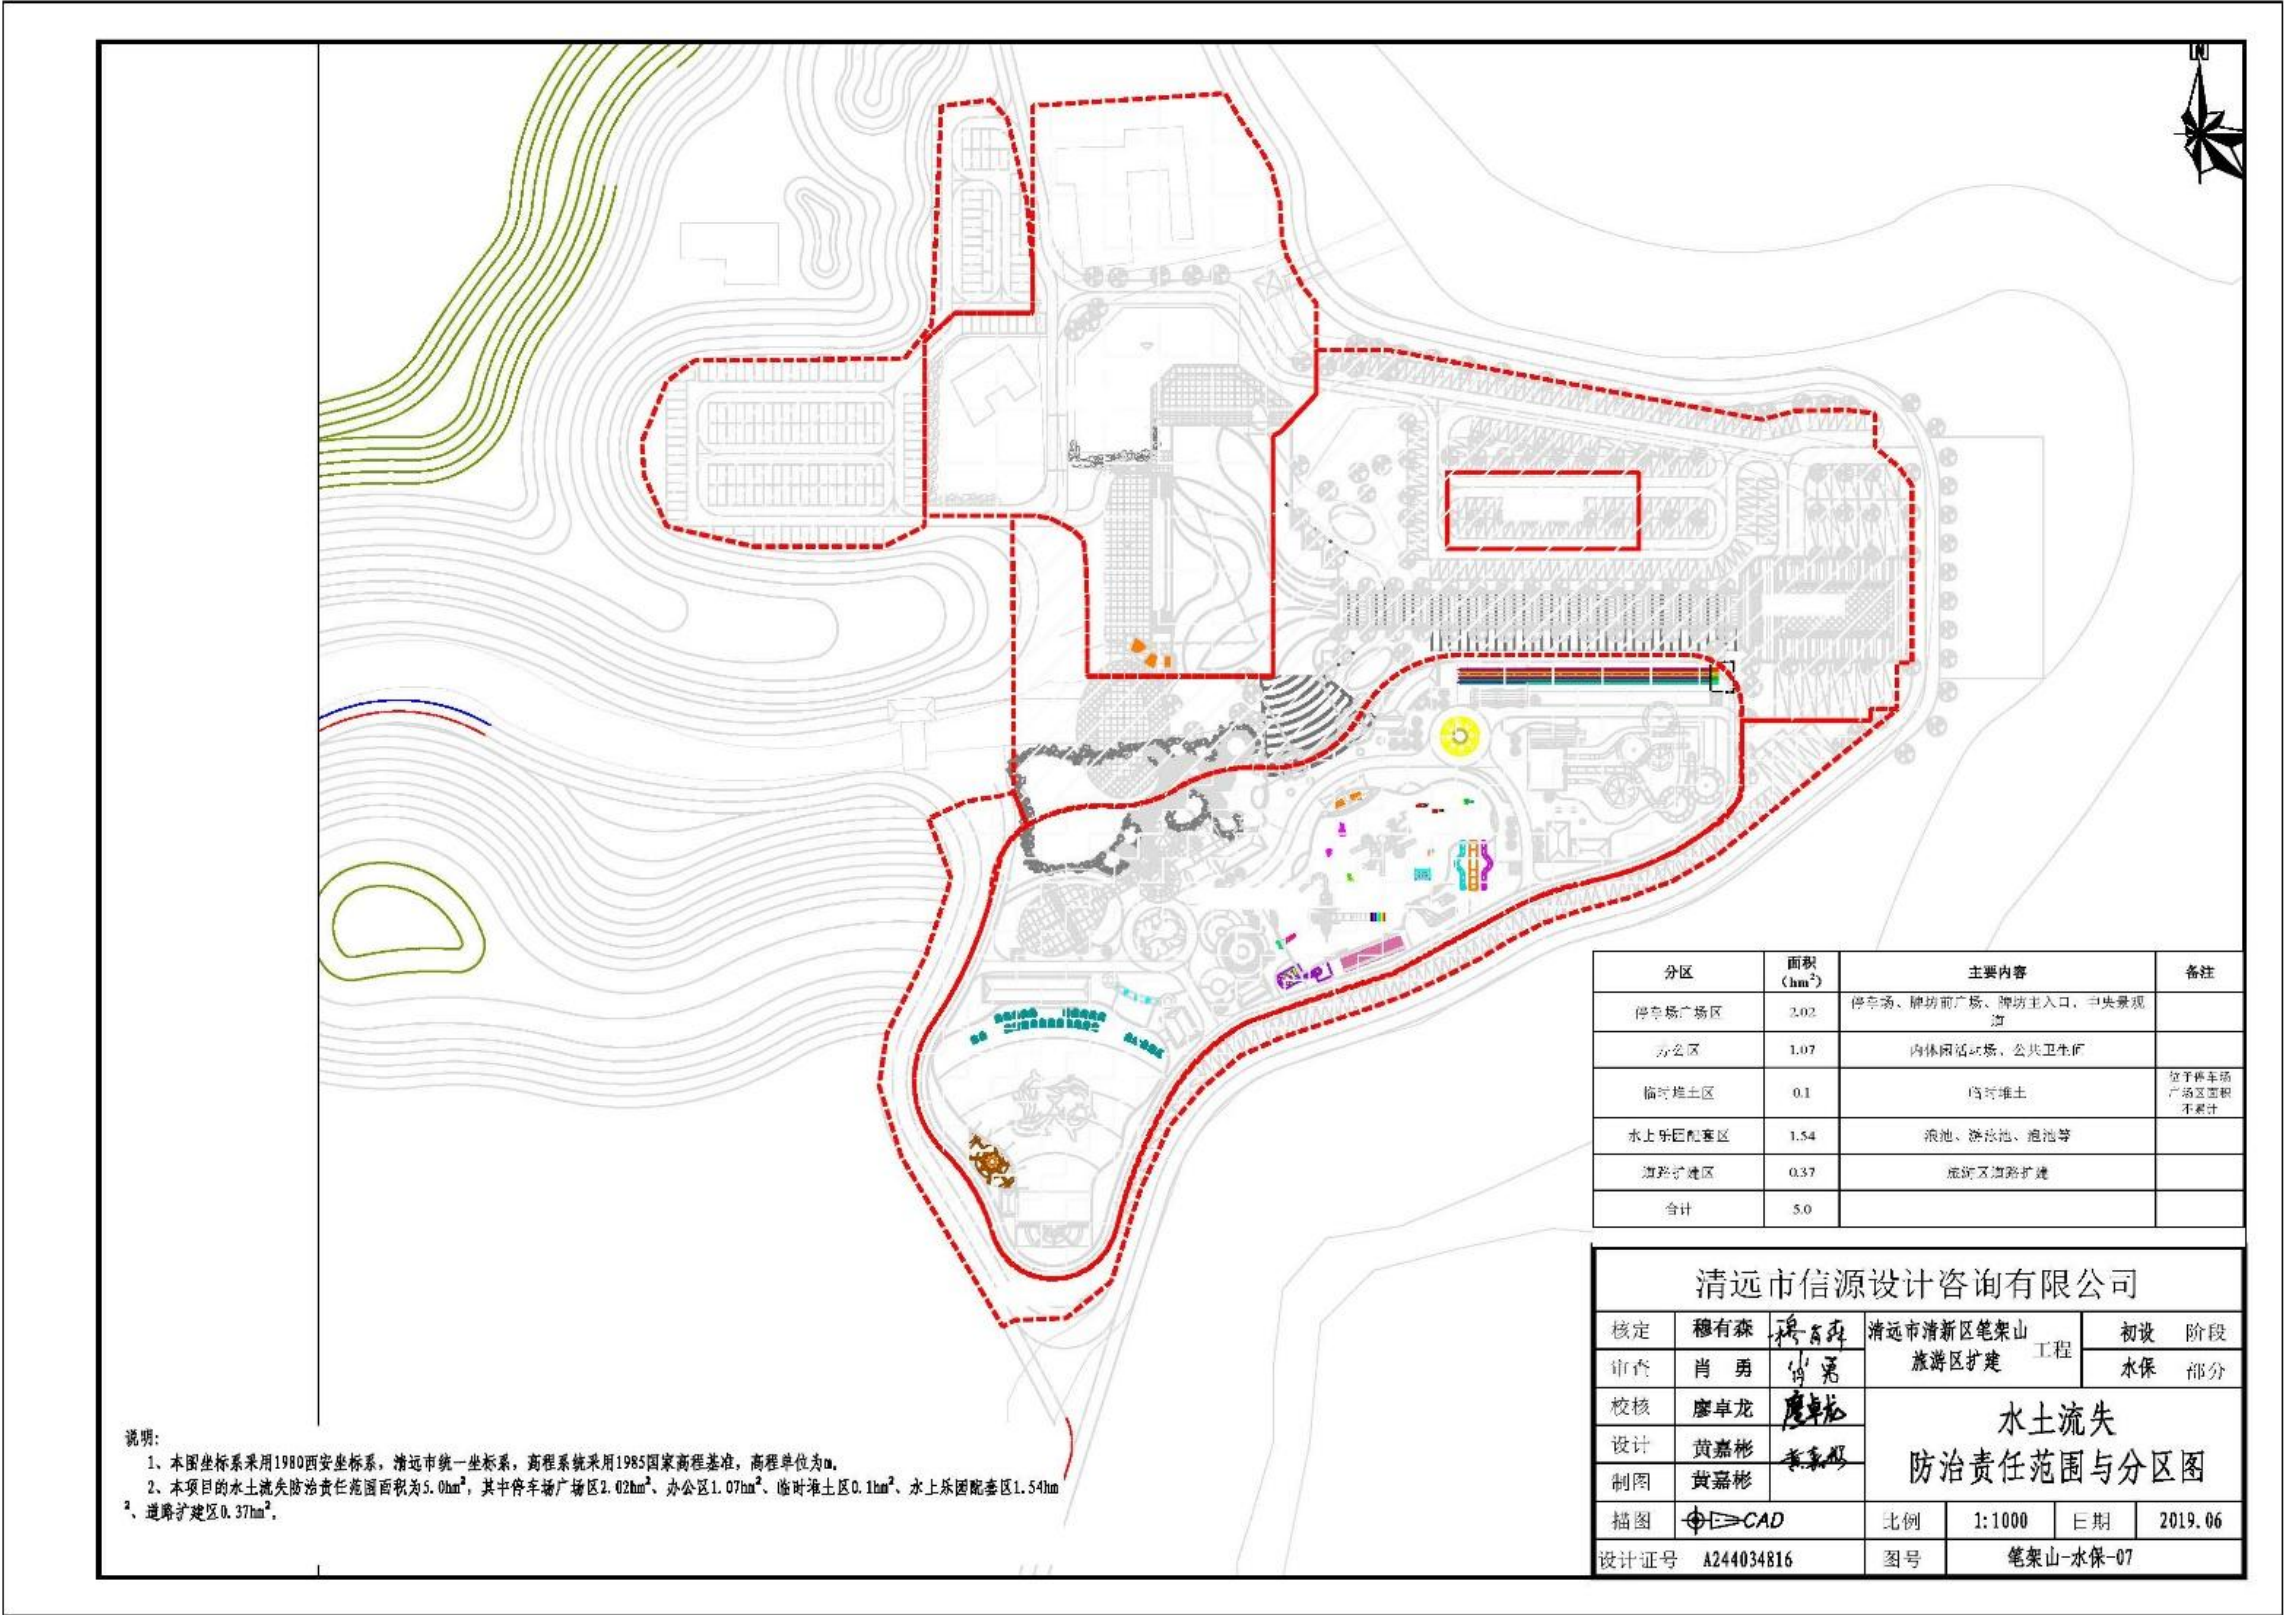 N
分区 面积（hm²） 主要内容 备注
停车场广场区 2.02 停车场、牌坊前广场、牌坊主入口、中央景观道
办公区 1.07 内休闲活动场、公共卫生间
临时堆土区 0.1 临时堆土 位于停车场广场区面积不累计
水上乐园配套区 1.54 浪池、游泳池、泡池等
道路扩建区 0.37 旅游区道路扩建
合计 5.0
清远市信源设计咨询有限公司
核定 穆有森 穆有森 清远市清新区笔架山旅游区扩建 工程 初设 阶段
审查 肖 勇 肖勇 水保 部分
校核 廖卓龙 廖卓龙 水土流失
设计 黄嘉彬 黄嘉彬 防治责任范围与分区图
制图 黄嘉彬
描图 CAD 比例 1:1000 日期 2019.06
设计证号 A244034816 图号 笔架山-水保-07
说明：
1、本图坐标系采用1980西安坐标系，清远市统一坐标系，高程系统采用1985国家高程基准，高程单位为m。
2、本项目的水土流失防治责任范围面积为5.0hm²，其中停车场广场区2.02hm²、办公区1.07hm²、临时堆土区0.1hm²、水上乐园配套区1.54hm
²、道路扩建区0.37hm²。